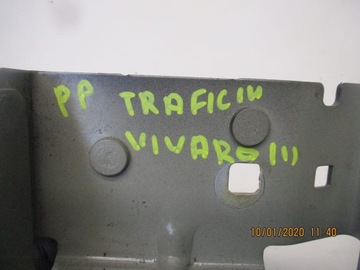 PP TRAFIC III
VIVARO III
10/01/2020 11 40